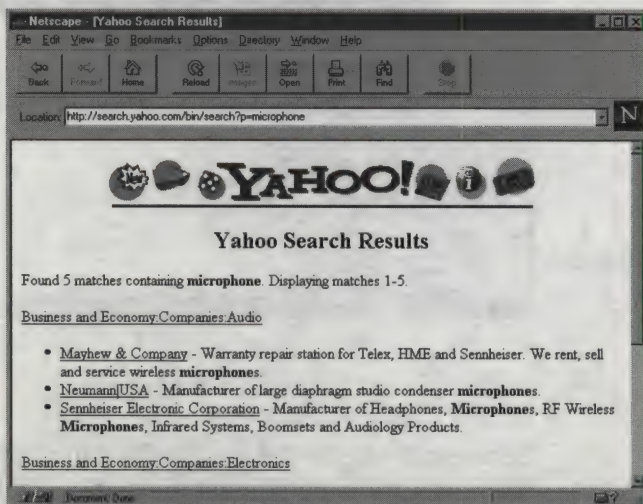 Netscape - [Yahoo Search Results]
File Edit View Go Bookmarks Options Directory Window Help
Back Forward Home Reload Images Open Print Find Stop
Location: http://search.yahoo.com/bin/search?p=microphone
N
New YAHOO! i
Yahoo Search Results
Found 5 matches containing microphone. Displaying matches 1-5.
Business and Economy:Companies:Audio
• Mayhew & Company - Warranty repair station for Telex, HME and Sennheiser. We rent, sell
and service wireless microphones.
• Neumann|USA - Manufacturer of large diaphragm studio condenser microphones.
• Sennheiser Electronic Corporation - Manufacturer of Headphones, Microphones, RF Wireless
Microphones, Infrared Systems, Boomsets and Audiology Products.
Business and Economy:Companies:Electronics
Document: Done